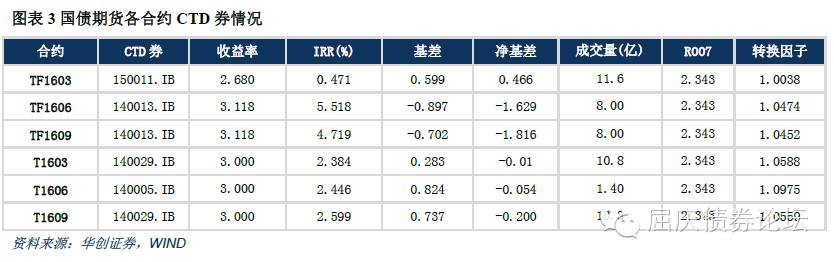 图表 3 国债期货各合约 CTD 券情况
合约 CTD 券 收益率 IRR(%) 基差 净基差 成交量(亿) R007 转换因子
TF1603 150011.IB 2.680 0.471 0.599 0.466 11.6 2.343 1.0038
TF1606 140013.IB 3.118 5.518 -0.897 -1.629 8.00 2.343 1.0474
TF1609 140013.IB 3.118 4.719 -0.702 -1.816 8.00 2.343 1.0452
T1603 140029.IB 3.000 2.384 0.283 -0.01 10.8 2.343 1.0588
T1606 140005.IB 3.000 2.446 0.824 -0.054 1.40 2.343 1.0975
T1609 140029.IB 3.000 2.599 0.737 -0.200 2.343
屈庆债券论坛
资料来源：华创证券，WIND